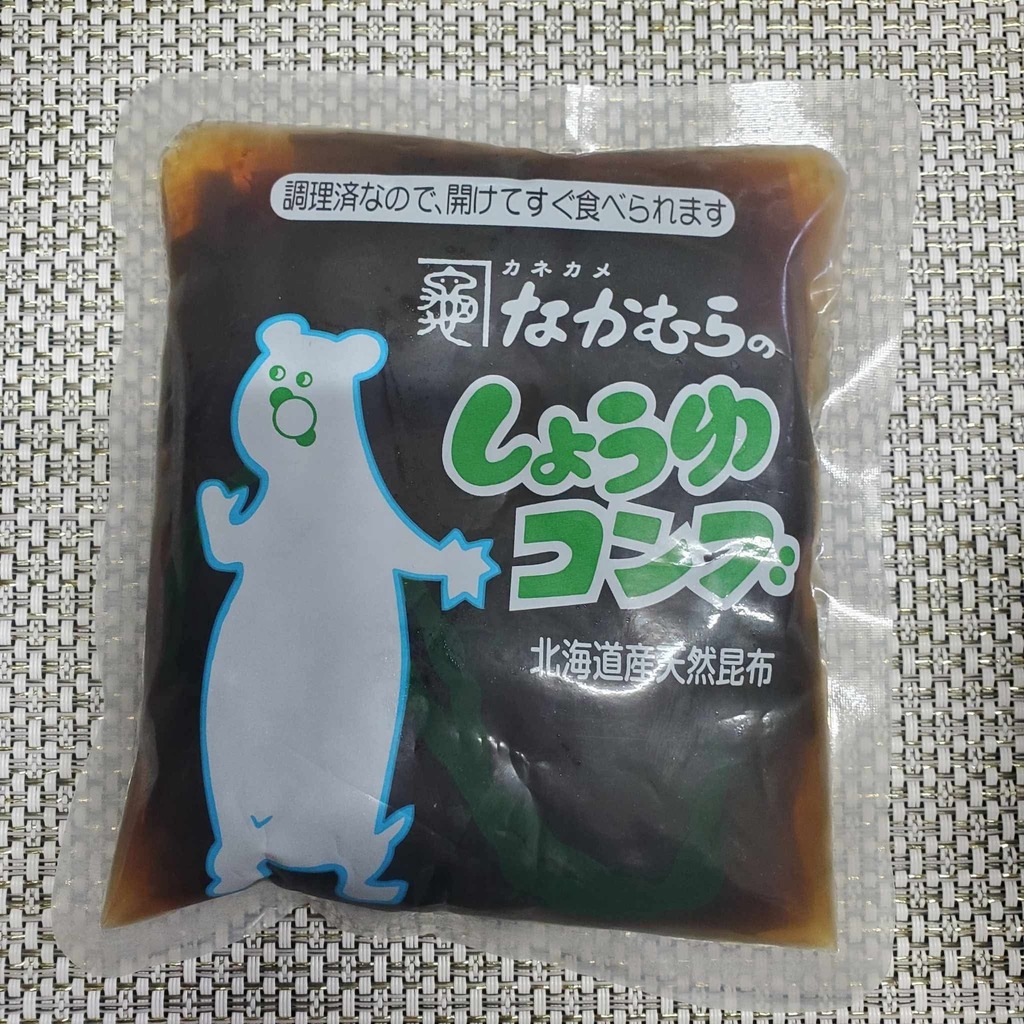 調理済なので、開けてすぐ食べられます
カネカメ
龜
なかむらの
しょうゆ
コンブ
北海道産天然昆布